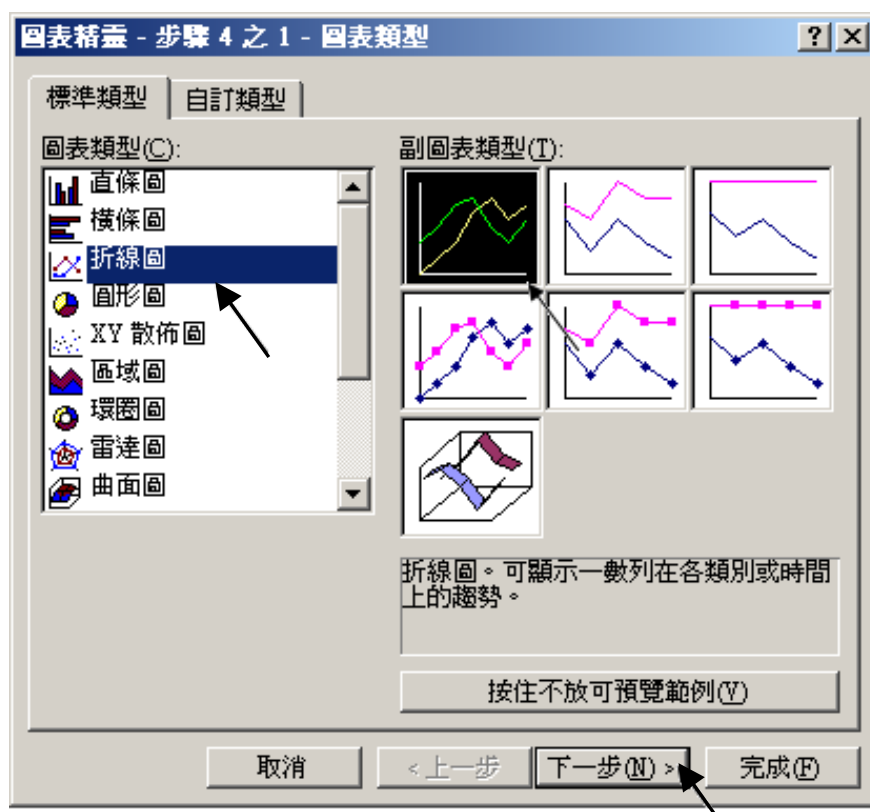 圖表精靈 - 步驟 4 之 1 - 圖表類型
標準類型
自訂類型
圖表類型(C):
直條圖
橫條圖
折線圖
圓形圖
XY 散佈圖
區域圖
環圈圖
雷達圖
曲面圖
副圖表類型(T):
折線圖。可顯示一數列在各類別或時間
上的趨勢。
按住不放可預覽範例(V)
取消
<上一步
下一步(N) >
完成(F)